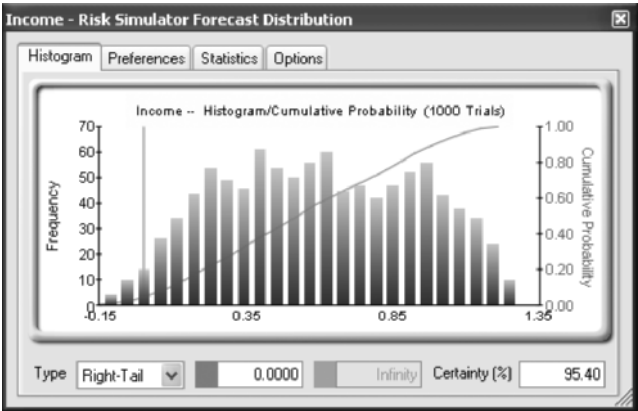 Income - Risk Simulator Forecast Distribution
Histogram Preferences Statistics Options
Income -- Histogram/Cumulative Probability (1000 Trials)
Frequency
70
60
50
40
30
20
10
0
-0.15 0.35 0.85 1.35
1.00
0.80
0.60
0.40
0.20
0.00
Cumulative Probability
Type Right-Tail 0.0000 Infinity Certainty (%) 95.40